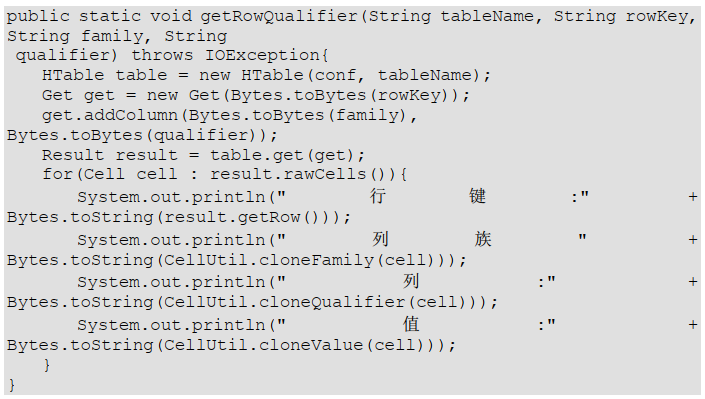 public static void getRowQualifier(String tableName, String rowKey,
String family, String
qualifier) throws IOException{
HTable table = new HTable(conf, tableName);
Get get = new Get(Bytes.toBytes(rowKey));
get.addColumn(Bytes.toBytes(family),
Bytes.toBytes(qualifier));
Result result = table.get(get);
for(Cell cell : result.rawCells()){
System.out.println(" 行 键 :" +
Bytes.toString(result.getRow()));
System.out.println(" 列 族 " +
Bytes.toString(CellUtil.cloneFamily(cell)));
System.out.println(" 列 :" +
Bytes.toString(CellUtil.cloneQualifier(cell)));
System.out.println(" 值 :" +
Bytes.toString(CellUtil.cloneValue(cell)));
}
}